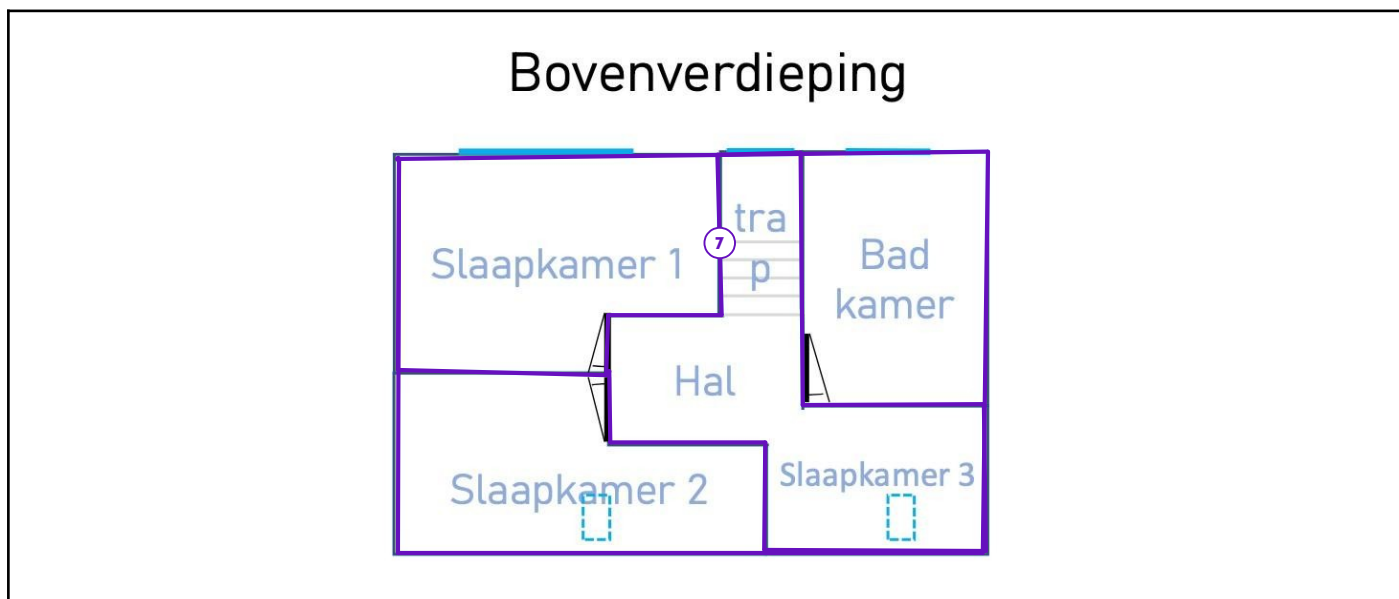 Bovenverdieping
tra
p
7
Slaapkamer 1
Bad
kamer
Hal
Slaapkamer 2
Slaapkamer 3